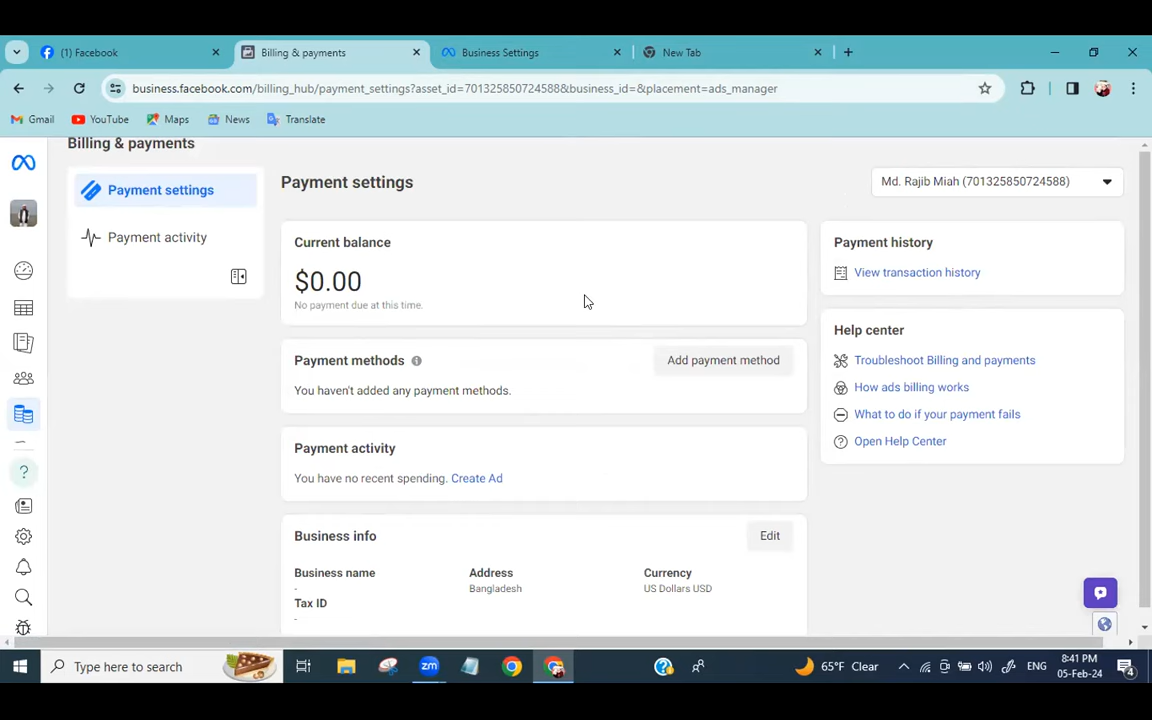 (1) Facebook
Billing & payments
Business Settings
New Tab
business.facebook.com/billing_hub/payment_settings?asset_id=701325850724588&business_id=&placement=ads_manager
Gmail
YouTube
Maps
News
Translate
Billing & payments
Payment settings
Payment activity
Payment settings
Md. Rajib Miah (701325850724588)
Current balance
$0.00
No payment due at this time.
Payment methods
Add payment method
You haven't added any payment methods.
Payment activity
You have no recent spending. Create Ad
Business info
Edit
Business name
-
Tax ID
-
Address
Bangladesh
Currency
US Dollars USD
Payment history
View transaction history
Help center
Troubleshoot Billing and payments
How ads billing works
What to do if your payment fails
Open Help Center
Type here to search
zm
65°F Clear
ENG
8:41 PM
05-Feb-24
4